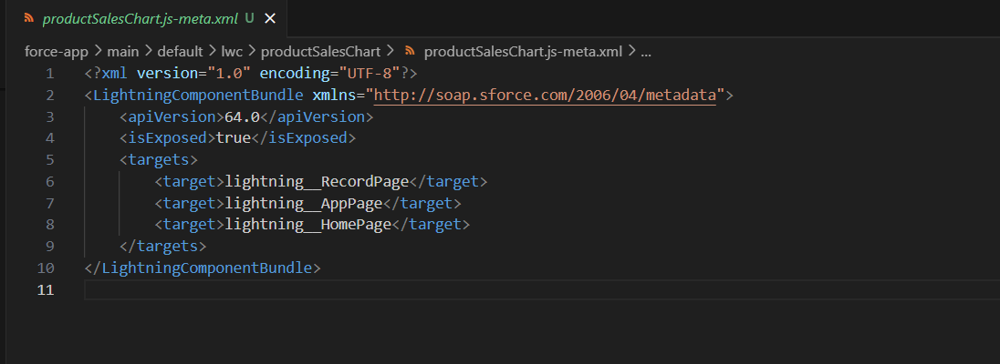 productSalesChart.js-meta.xml U ×
force-app > main > default > lwc > productSalesChart > productSalesChart.js-meta.xml > ...
1 <?xml version="1.0" encoding="UTF-8"?>
2 <LightningComponentBundle xmlns="http://soap.sforce.com/2006/04/metadata">
3     <apiVersion>64.0</apiVersion>
4     <isExposed>true</isExposed>
5     <targets>
6         <target>lightning__RecordPage</target>
7         <target>lightning__AppPage</target>
8         <target>lightning__HomePage</target>
9     </targets>
10 </LightningComponentBundle>
11